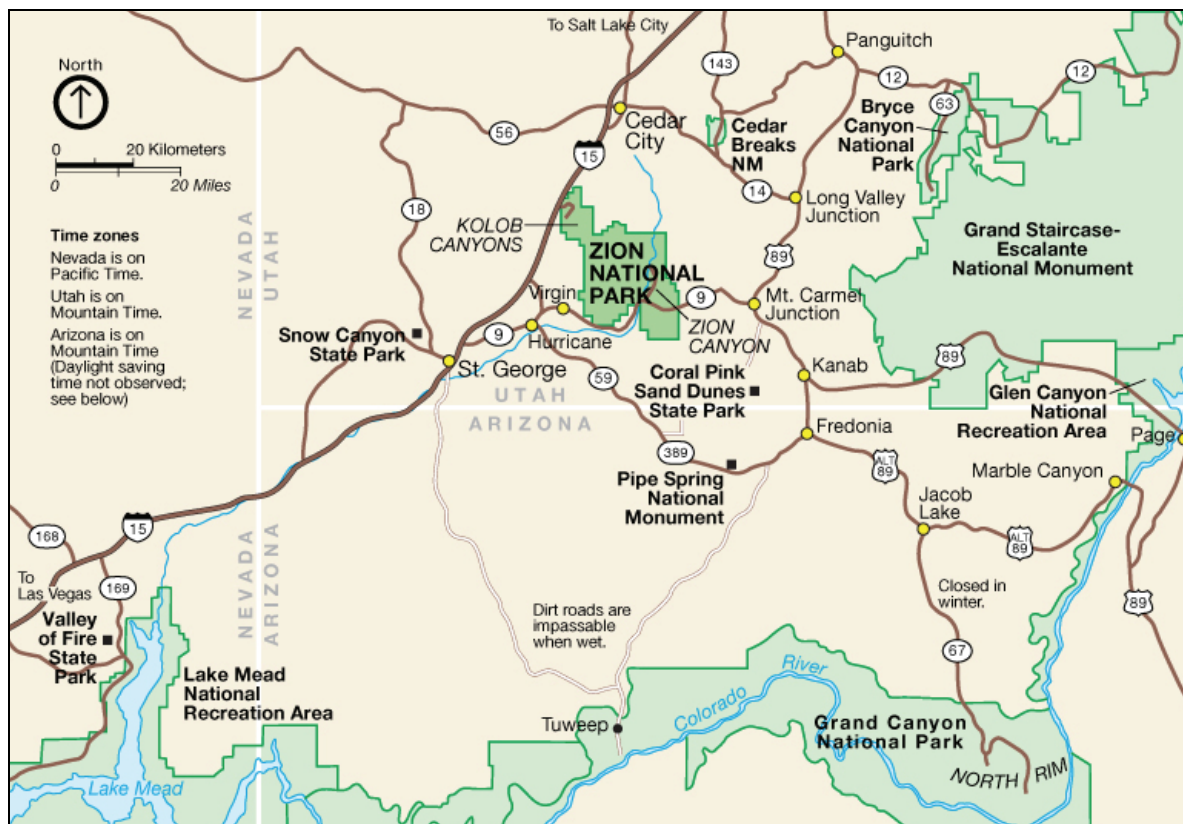 To Salt Lake City
Panguitch
North
143
12
12
63
Bryce
Canyon
National
Park
20 Kilometers
0
0
20 Miles
56
Cedar
City
Cedar
Breaks
NM
15
14
Long Valley
Junction
18
KOLOB
CANYONS
Time zones
Nevada is on
Pacific Time.
Utah is on
Mountain Time.
Arizona is on
Mountain Time
(Daylight saving
time not observed;
see below)
NEVADA
UTAH
ZION
NATIONAL
PARK
89
Grand Staircase-
Escalante
National Monument
Virgin
9
Mt. Carmel
Junction
ZION
CANYON
Snow Canyon
State Park
9
Hurricane
St. George
59
Coral Pink
Sand Dunes
State Park
Kanab
89
UTAH
ARIZONA
Glen Canyon
National
Recreation Area
Fredonia
Page
389
ALT
89
Marble Canyon
Pipe Spring
National
Monument
Jacob
Lake
15
168
NEVADA
ARIZONA
ALT
89
To
Las Vegas
169
Closed in
winter.
89
Valley
of Fire
State
Park
Dirt roads are
impassable
when wet.
67
Lake Mead
National
Recreation Area
Tuweep
Colorado
River
Grand Canyon
National Park
NORTH
RIM
Lake Mead